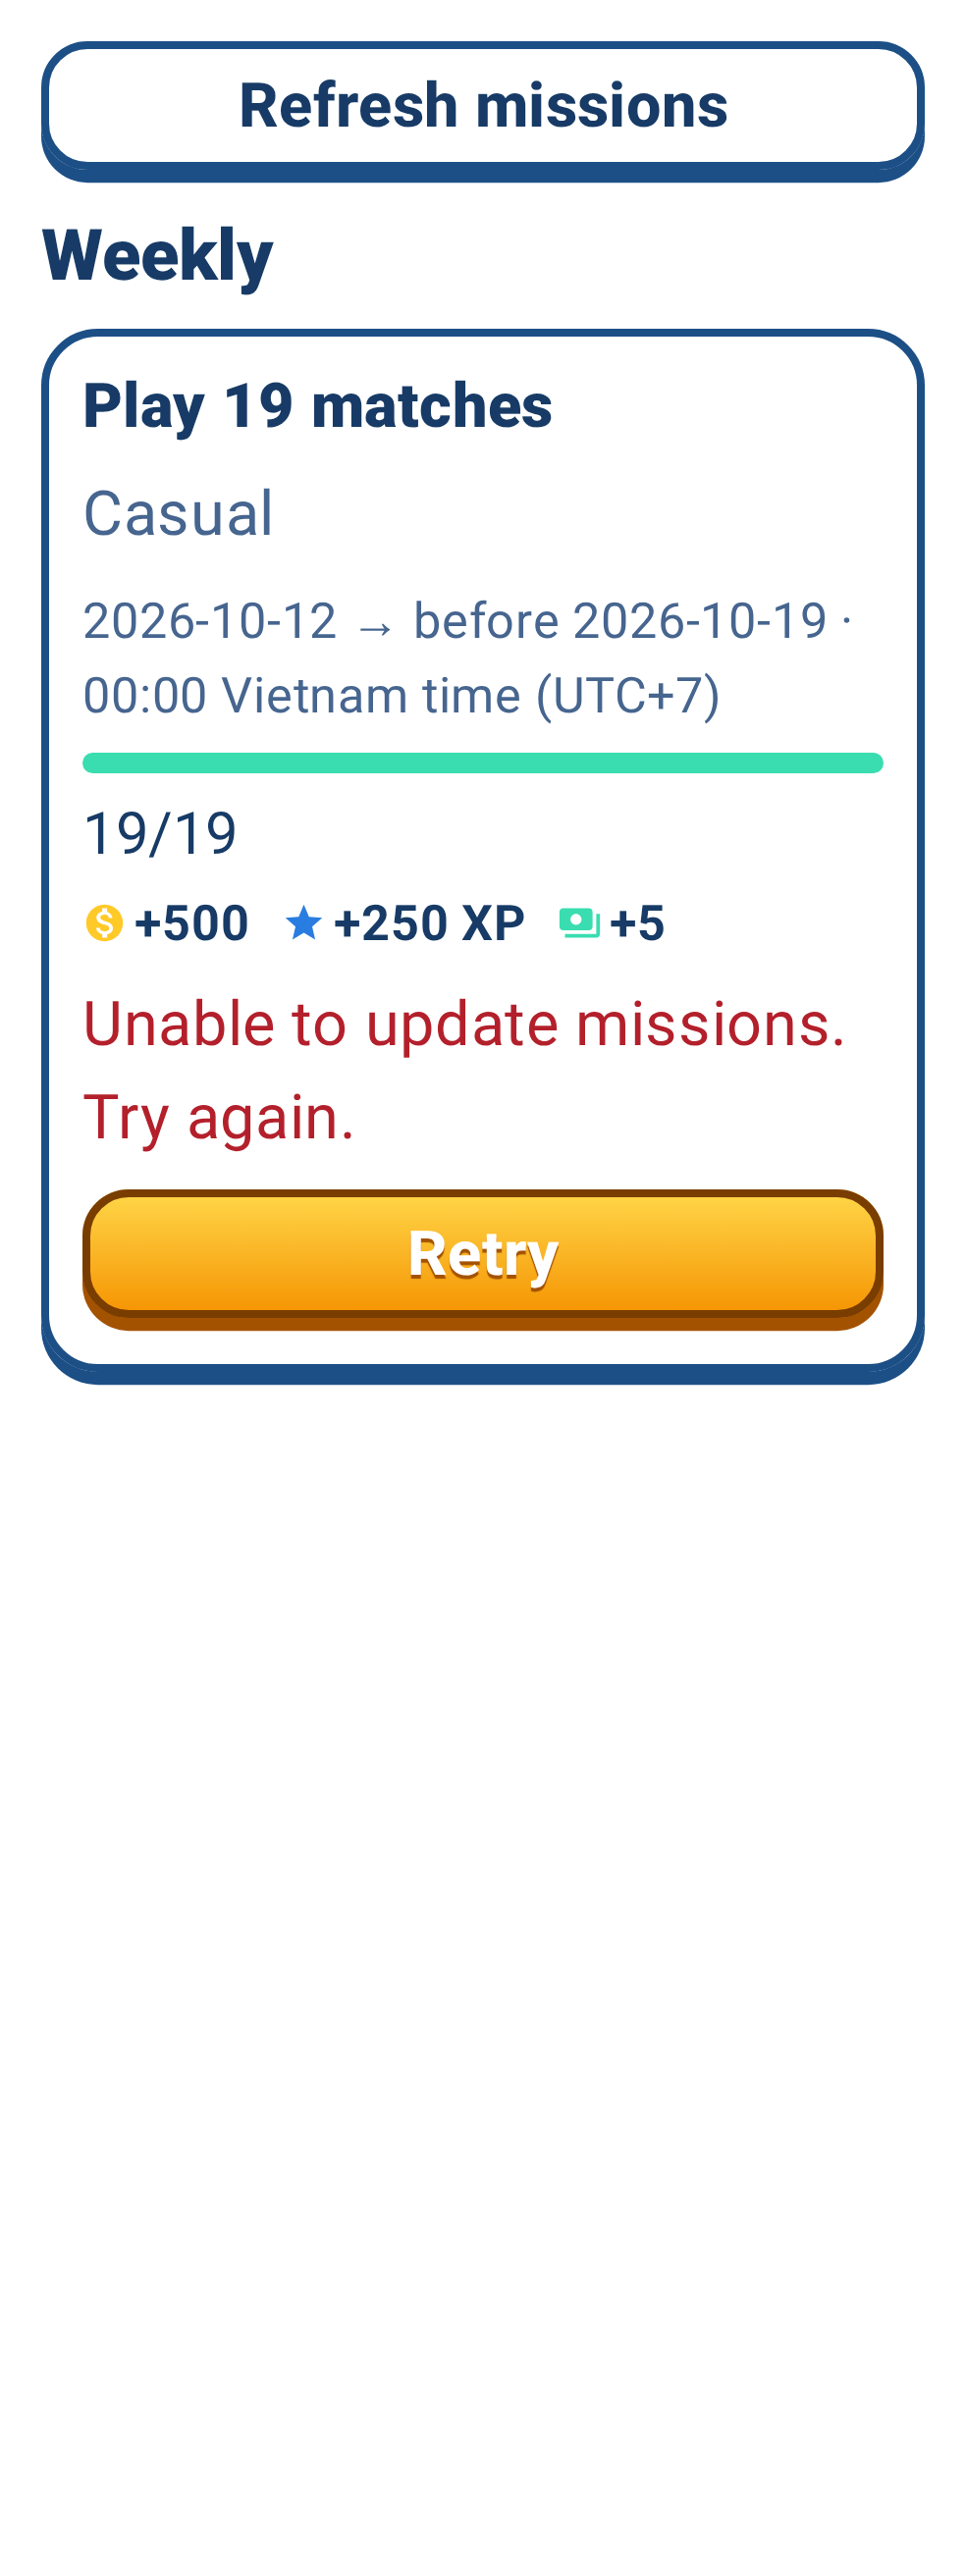 Refresh missions
Weekly
Play 19 matches
Casual
2026-10-12 → before 2026-10-19 ·
00:00 Vietnam time (UTC+7)
19/19
+500 +250 XP +5
Unable to update missions.
Try again.
Retry